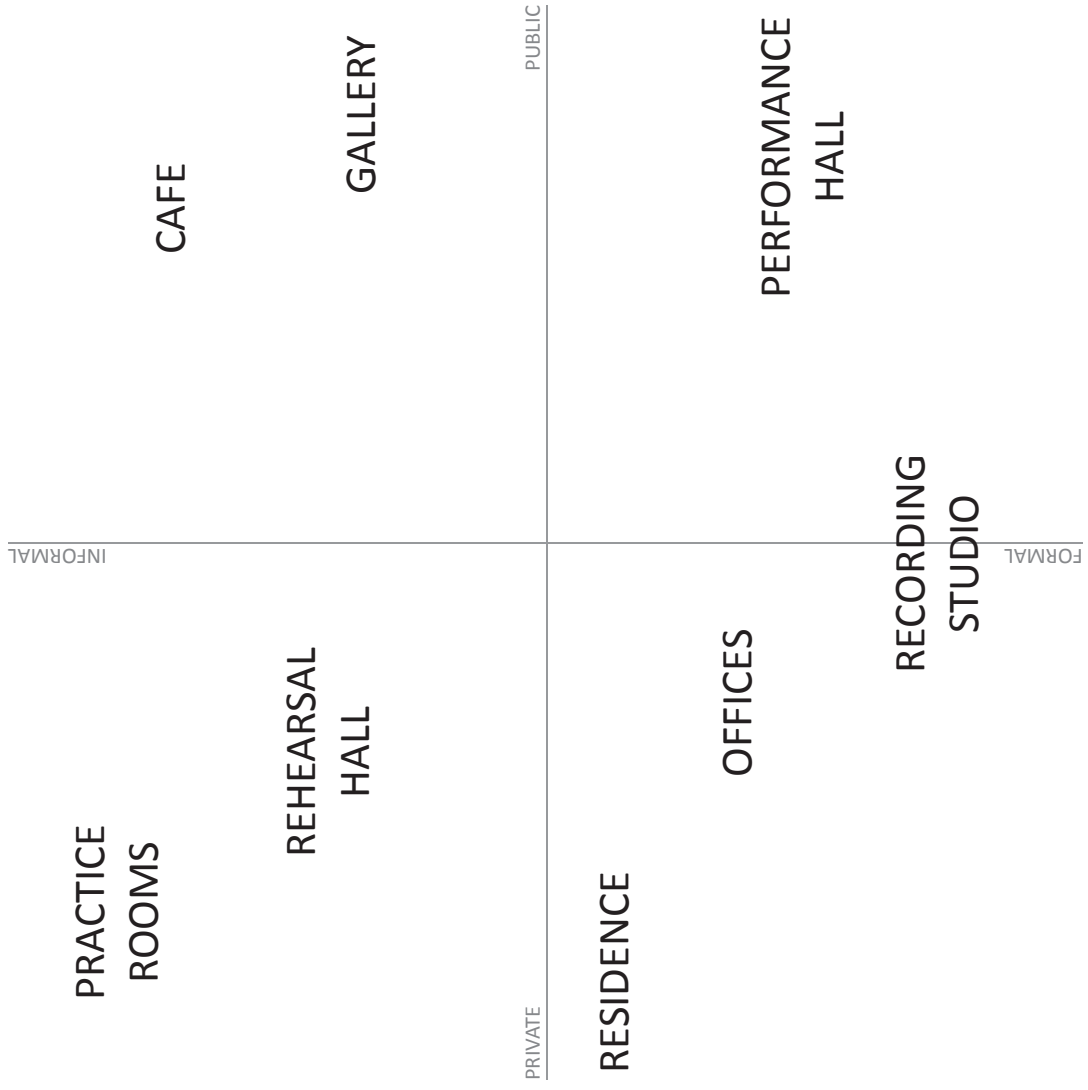 PUBLIC
GALLERY
CAFE
PERFORMANCE
HALL
INFORMAL
FORMAL
RECORDING
STUDIO
REHEARSAL
HALL
OFFICES
PRACTICE
ROOMS
RESIDENCE
PRIVATE